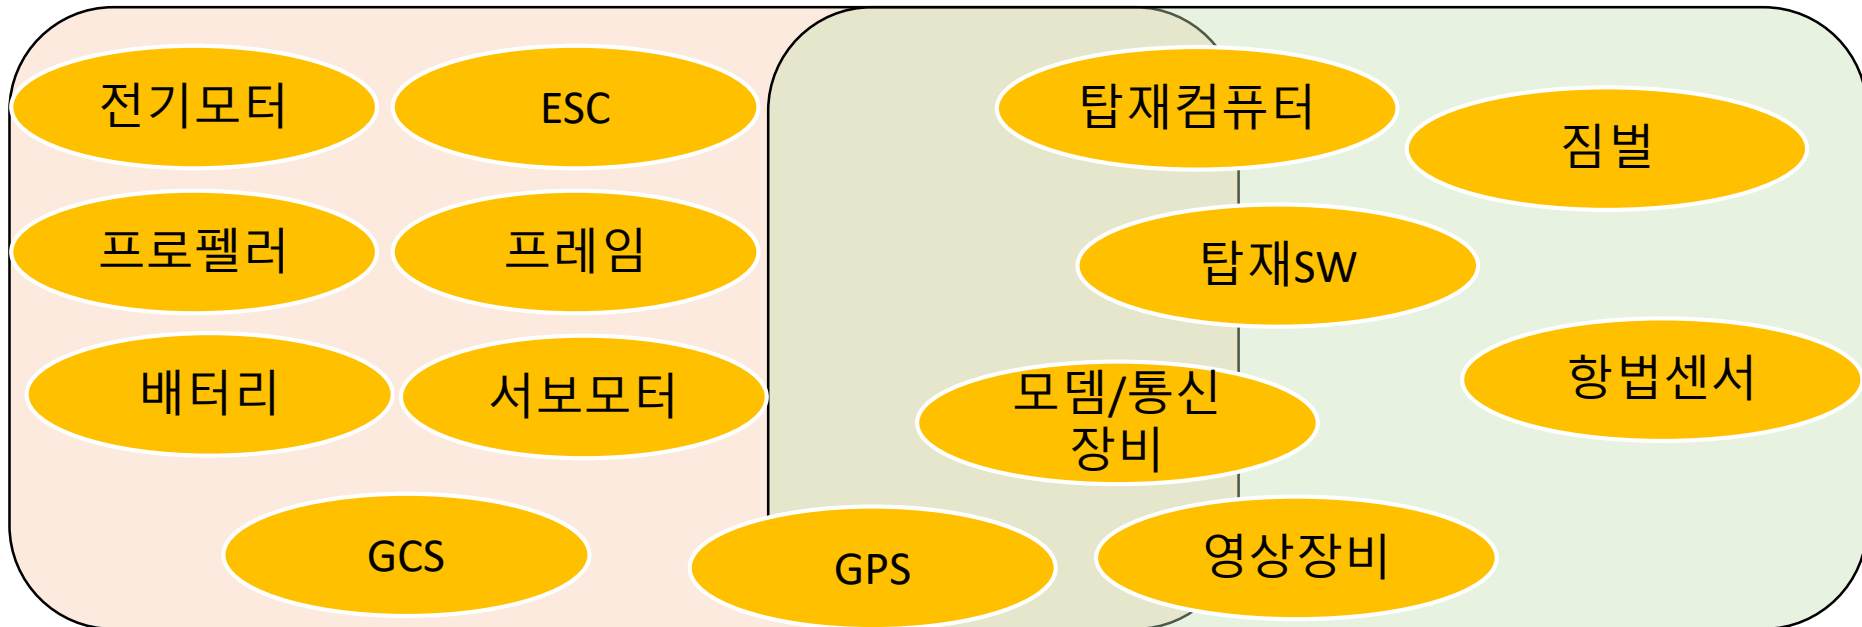 전기모터
ESC
탑재컴퓨터
짐벌
프로펠러
프레임
탑재SW
배터리
서보모터
모뎀/통신
장비
항법센서
GCS
GPS
영상장비